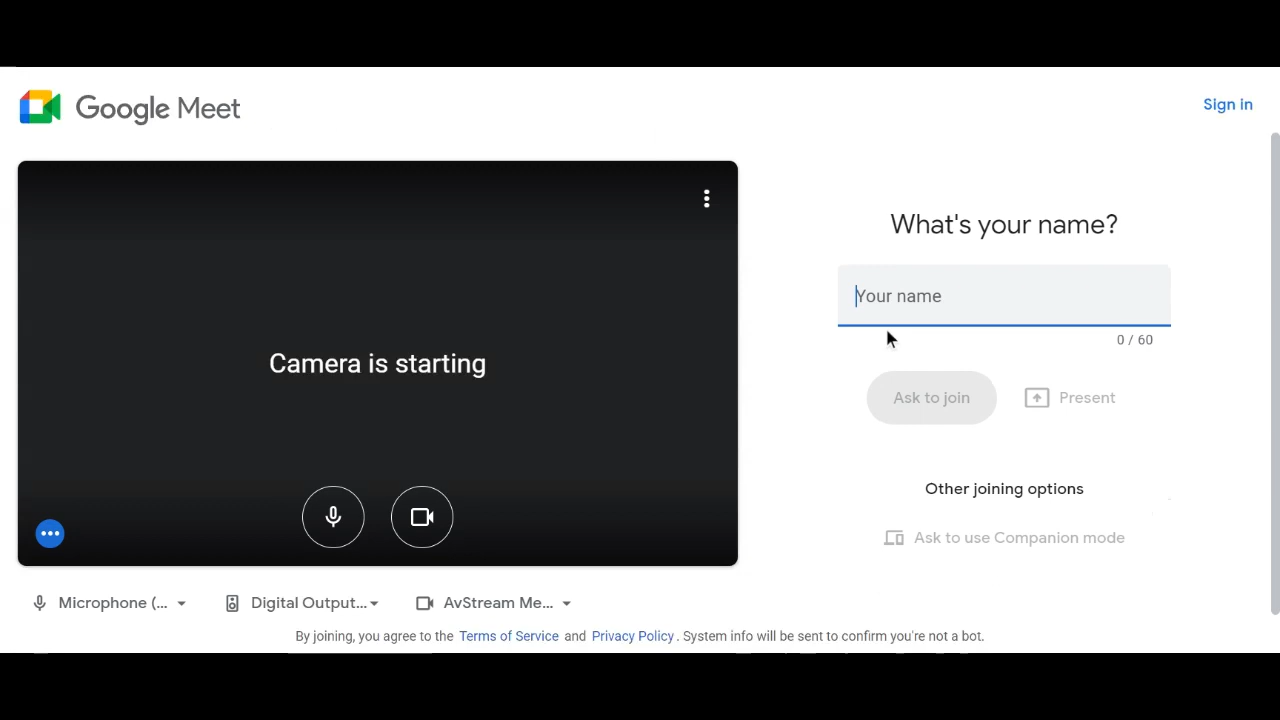 Google Meet
Sign in
What's your name?
Your name
0 / 60
Camera is starting
Ask to join
Present
Other joining options
Ask to use Companion mode
Microphone (...
Digital Output...
AvStream Me...
By joining, you agree to the Terms of Service and Privacy Policy. System info will be sent to confirm you're not a bot.